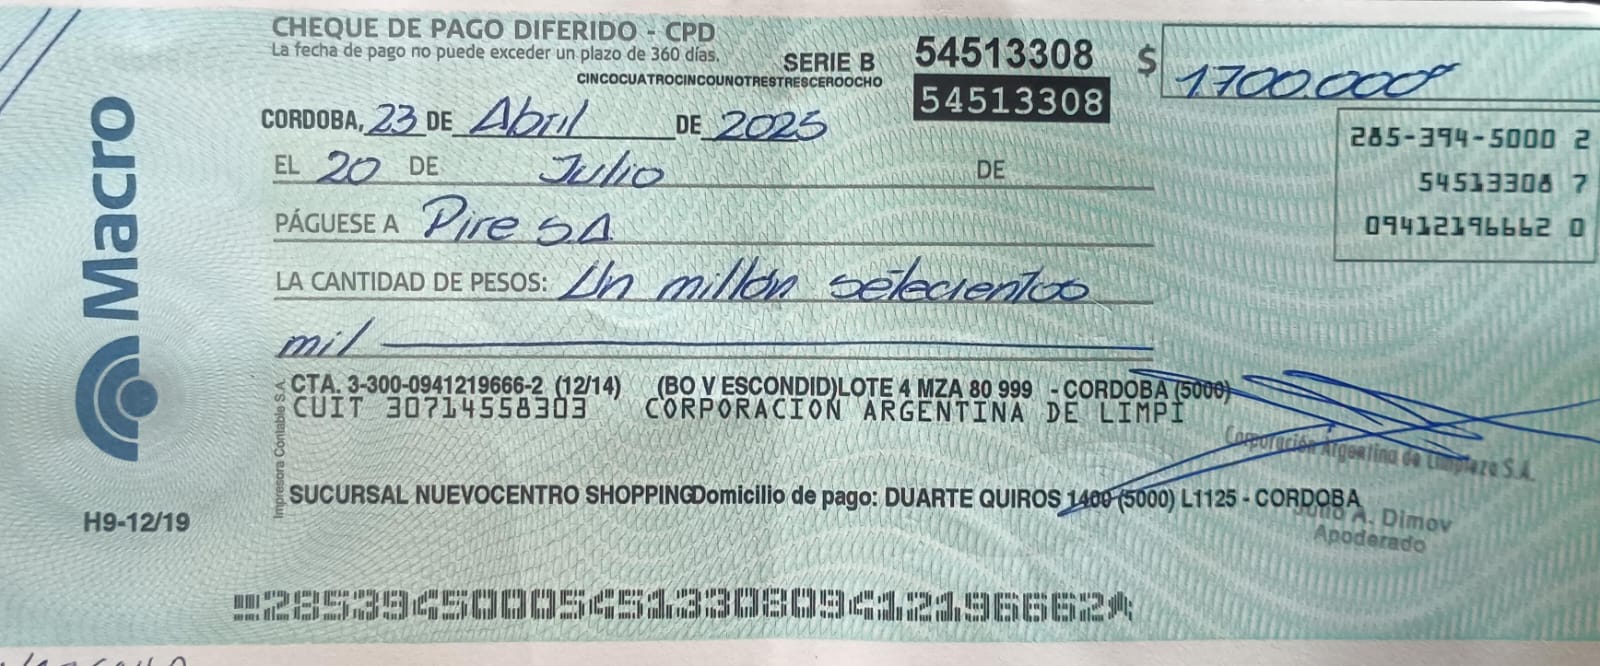 CHEQUE DE PAGO DIFERIDO - CPD
La fecha de pago no puede exceder un plazo de 360 días.
SERIE B 54513308 $ 1700.000
CINCOCUATROCINCOUNOTRESTRESCEROOCHO 54513308
CORDOBA, 23 DE Abril DE 2025
285-394-5000 2
EL 20 DE Julio DE
54513308 7
PÁGUESE A Pire S.A.
09412196662 0
LA CANTIDAD DE PESOS: Un millón setecientos
mil
Macro
CTA. 3-300-0941219666-2 (12/14) (BO V ESCONDID)LOTE 4 MZA 80 999 - CORDOBA (5000)
CUIT 30714558303 CORPORACION ARGENTINA DE LIMPI
Corporación Argentina de Limpieza S.A.
Impresora Contable S.A.
SUCURSAL NUEVOCENTRO SHOPPING Domicilio de pago: DUARTE QUIROS 1400 (5000) L1125 - CORDOBA
Julio A. Dimov
Apoderado
H9-12/19
28539450005451330809412196662